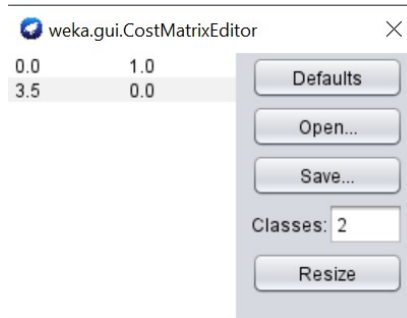 weka.gui.CostMatrixEditor
0.0 1.0
3.5 0.0
Defaults
Open...
Save...
Classes: 2
Resize